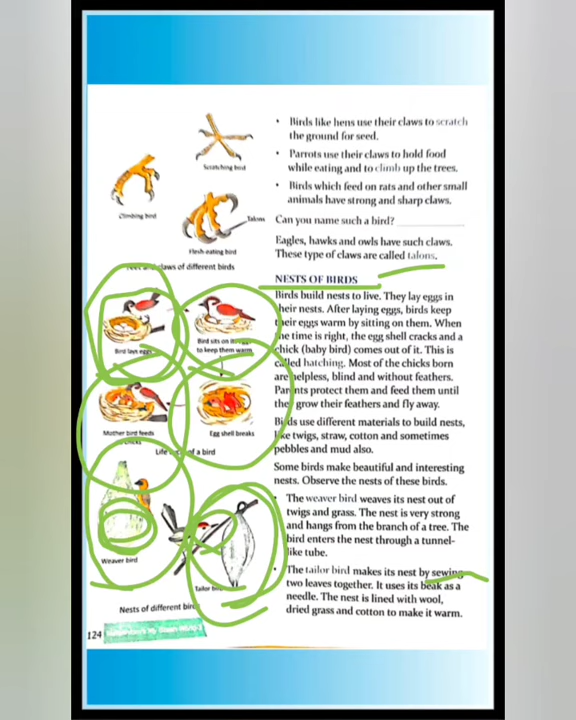 Scratching bird
Climbing bird
Talons
Flesh-eating bird
claws of different birds
• Birds like hens use their claws to scratch
the ground for seed.
• Parrots use their claws to hold food
while eating and to climb up the trees.
• Birds which feed on rats and other small
animals have strong and sharp claws.
Can you name such a bird? ____________
Eagles, hawks and owls have such claws.
These type of claws are called talons.
NESTS OF BIRDS
Birds build nests to live. They lay eggs in
their nests. After laying eggs, birds keep
their eggs warm by sitting on them. When
the time is right, the egg shell cracks and a
chick (baby bird) comes out of it. This is
called hatching. Most of the chicks born
are helpless, blind and without feathers.
Parents protect them and feed them until
they grow their feathers and fly away.
Birds use different materials to build nests,
like twigs, straw, cotton and sometimes
pebbles and mud also.
Some birds make beautiful and interesting
nests. Observe the nests of these birds.
• The weaver bird weaves its nest out of
twigs and grass. The nest is very strong
and hangs from the branch of a tree. The
bird enters the nest through a tunnel-
like tube.
• The tailor bird makes its nest by sewing
two leaves together. It uses its beak as a
needle. The nest is lined with wool,
dried grass and cotton to make it warm.
Bird lays eggs
Bird sits on
to keep them warm
Mother bird feeds
Egg shell breaks
Life of a bird
Weaver bird
Tailor
Nests of different birds
124